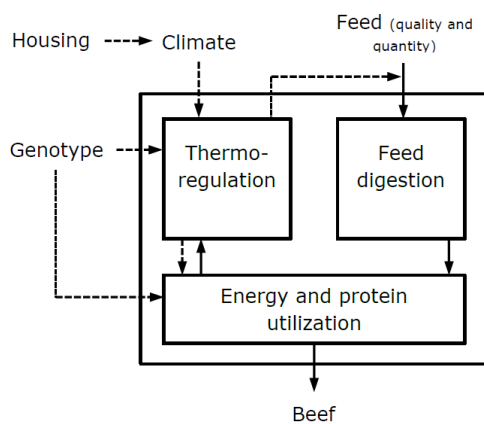 Housing
Climate
Feed (quality and
quantity)
Genotype
Thermo-
regulation
Feed
digestion
Energy and protein
utilization
Beef